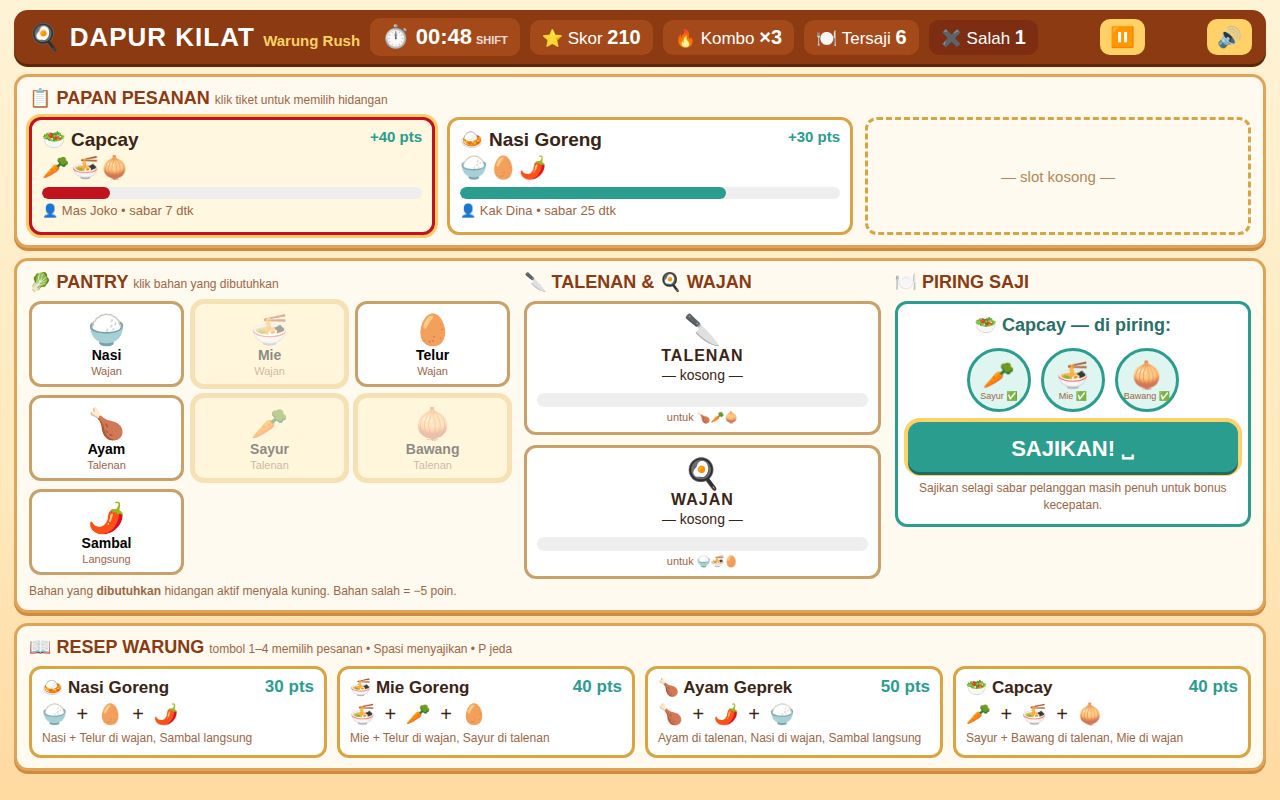 DAPUR KILAT Warung Rush 00:48 SHIFT Skor 210 Kombo ×3 Tersaji 6 Salah 1
PAPAN PESANAN klik tiket untuk memilih hidangan
Capcay +40 pts
Mas Joko • sabar 7 dtk
Nasi Goreng +30 pts
Kak Dina • sabar 25 dtk
— slot kosong —
PANTRY klik bahan yang dibutuhkan
Nasi
Wajan
Mie
Wajan
Telur
Wajan
Ayam
Talenan
Sayur
Talenan
Bawang
Talenan
Sambal
Langsung
Bahan yang dibutuhkan hidangan aktif menyala kuning. Bahan salah = −5 poin.
TALENAN & WAJAN
TALENAN
— kosong —
untuk
WAJAN
— kosong —
untuk
PIRING SAJI
Capcay — di piring:
Sayur ✅ Mie ✅ Bawang ✅
SAJIKAN! ␣
Sajikan selagi sabar pelanggan masih penuh untuk bonus
kecepatan.
RESEP WARUNG tombol 1–4 memilih pesanan • Spasi menyajikan • P jeda
Nasi Goreng 30 pts
+ +
Nasi + Telur di wajan, Sambal langsung
Mie Goreng 40 pts
+ +
Mie + Telur di wajan, Sayur di talenan
Ayam Geprek 50 pts
+ +
Ayam di talenan, Nasi di wajan, Sambal langsung
Capcay 40 pts
+ +
Sayur + Bawang di talenan, Mie di wajan